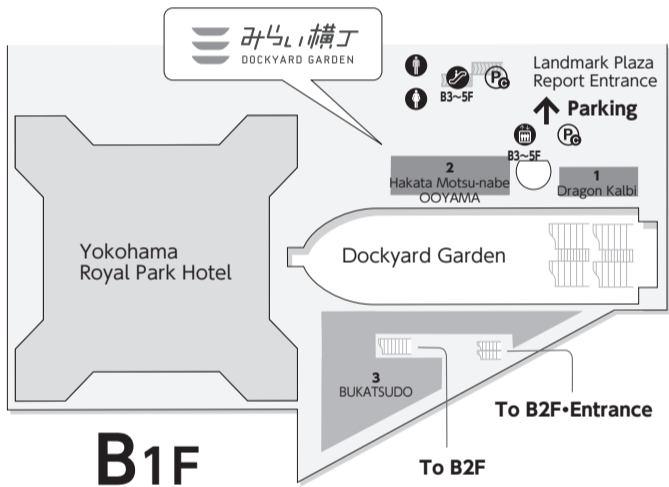 みらい横丁
DOCKYARD GARDEN
B3〜5F
P
C
Landmark Plaza
Report Entrance
Parking
B3〜5F
P
C
2
Hakata Motsu-nabe
OOYAMA
1
Dragon Kalbi
Yokohama
Royal Park Hotel
Dockyard Garden
3
BUKATSUDO
To B2F•Entrance
To B2F
B1F